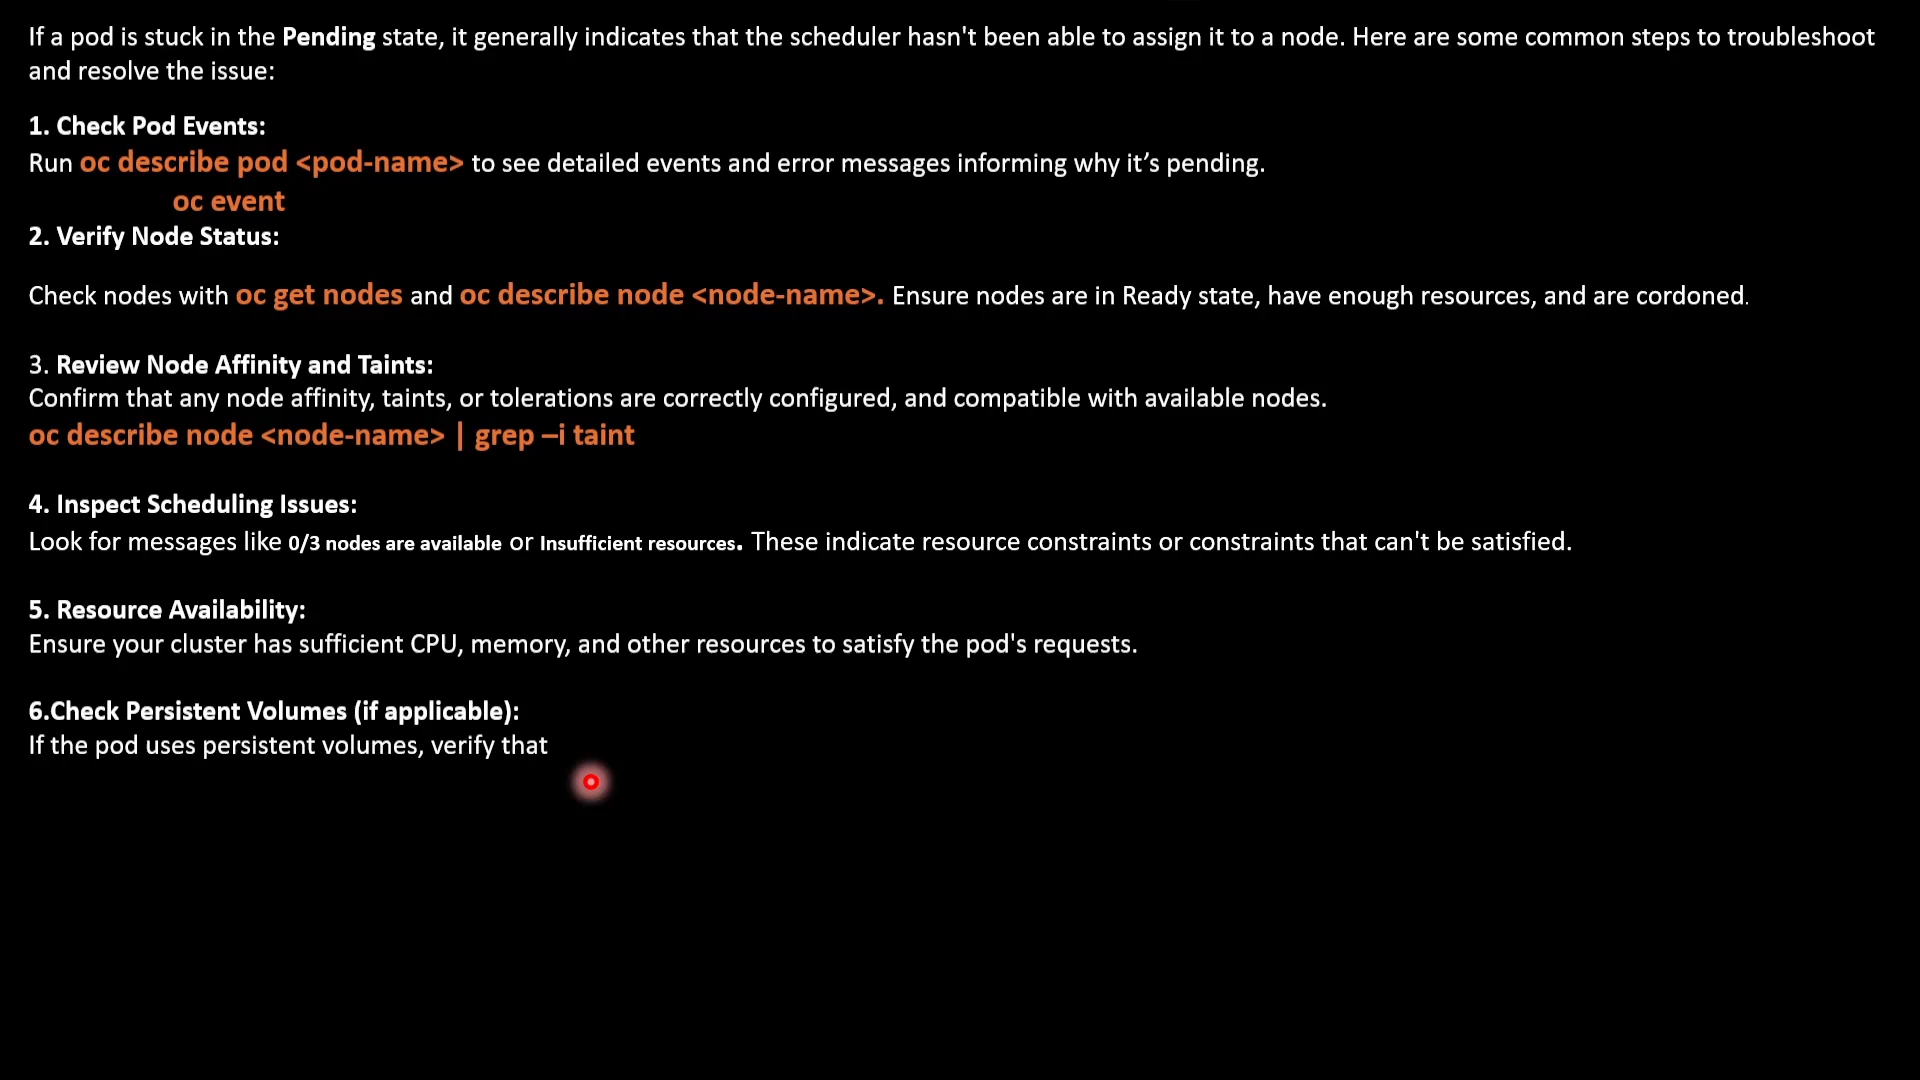 If a pod is stuck in the Pending state, it generally indicates that the scheduler hasn't been able to assign it to a node. Here are some common steps to troubleshoot
and resolve the issue:
1. Check Pod Events:
Run oc describe pod <pod-name> to see detailed events and error messages informing why it’s pending.
oc event
2. Verify Node Status:
Check nodes with oc get nodes and oc describe node <node-name>. Ensure nodes are in Ready state, have enough resources, and are cordoned.
3. Review Node Affinity and Taints:
Confirm that any node affinity, taints, or tolerations are correctly configured, and compatible with available nodes.
oc describe node <node-name> | grep –i taint
4. Inspect Scheduling Issues:
Look for messages like 0/3 nodes are available or Insufficient resources. These indicate resource constraints or constraints that can't be satisfied.
5. Resource Availability:
Ensure your cluster has sufficient CPU, memory, and other resources to satisfy the pod's requests.
6.Check Persistent Volumes (if applicable):
If the pod uses persistent volumes, verify that